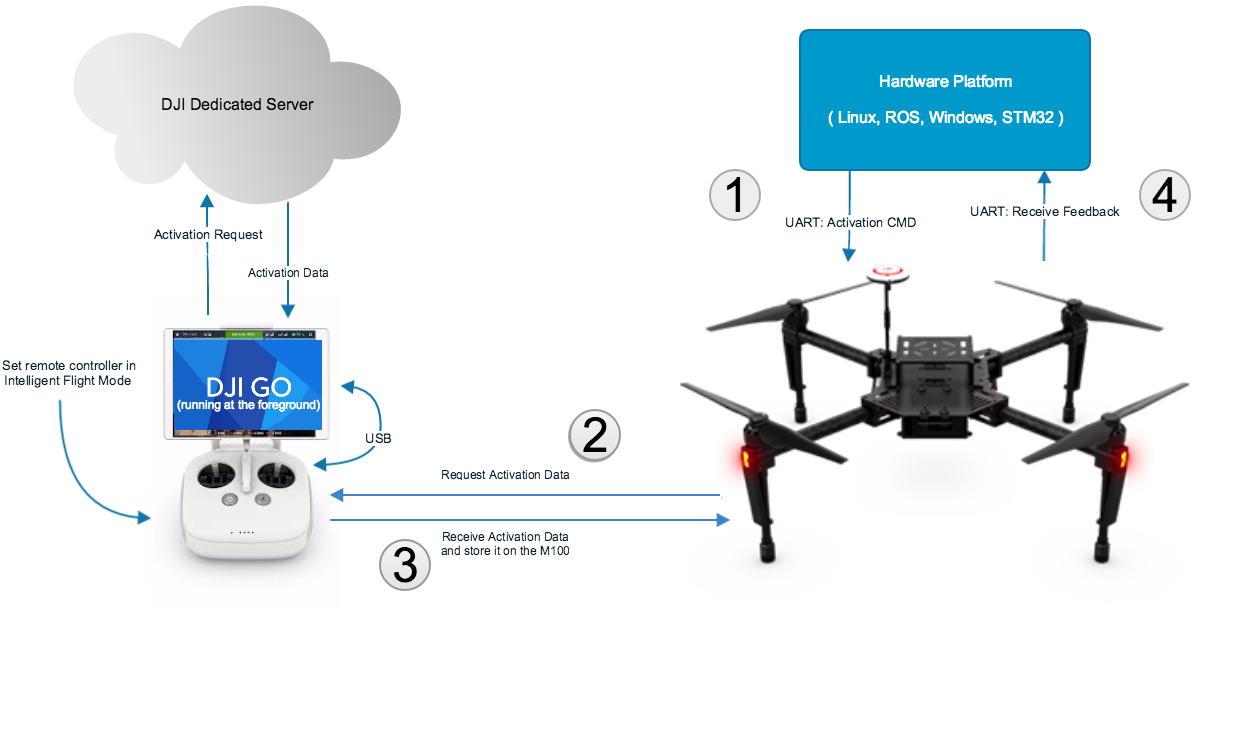 DJI Dedicated Server
Hardware Platform
( Linux, ROS, Windows, STM32 )
1
4
UART: Activation CMD
UART: Receive Feedback
Activation Request
Activation Data
Set remote controller in
Intelligent Flight Mode
DJI GO
(running at the foreground)
USB
2
Request Activation Data
3
Receive Activation Data
and store it on the M100